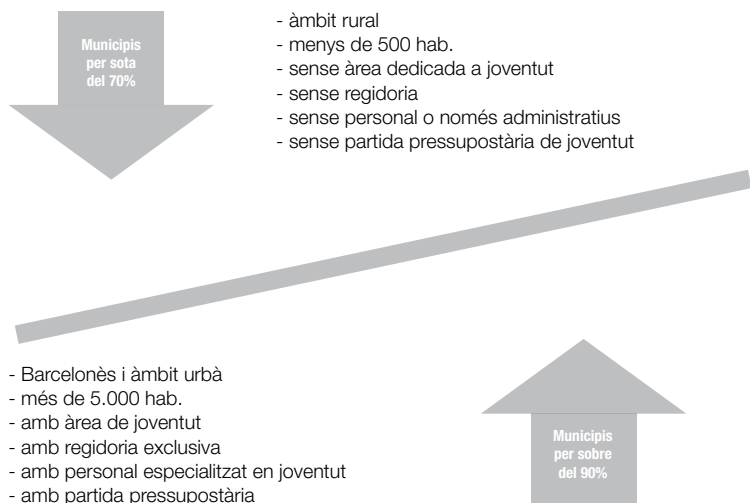 Municipis
per sota
del 70%
- àmbit rural
- menys de 500 hab.
- sense àrea dedicada a joventut
- sense regidoria
- sense personal o només administratius
- sense partida pressupostària de joventut
- Barcelonès i àmbit urbà
- més de 5.000 hab.
- amb àrea de joventut
- amb regidoria exclusiva
- amb personal especialitzat en joventut
- amb partida pressupostària
Municipis
per sobre
del 90%